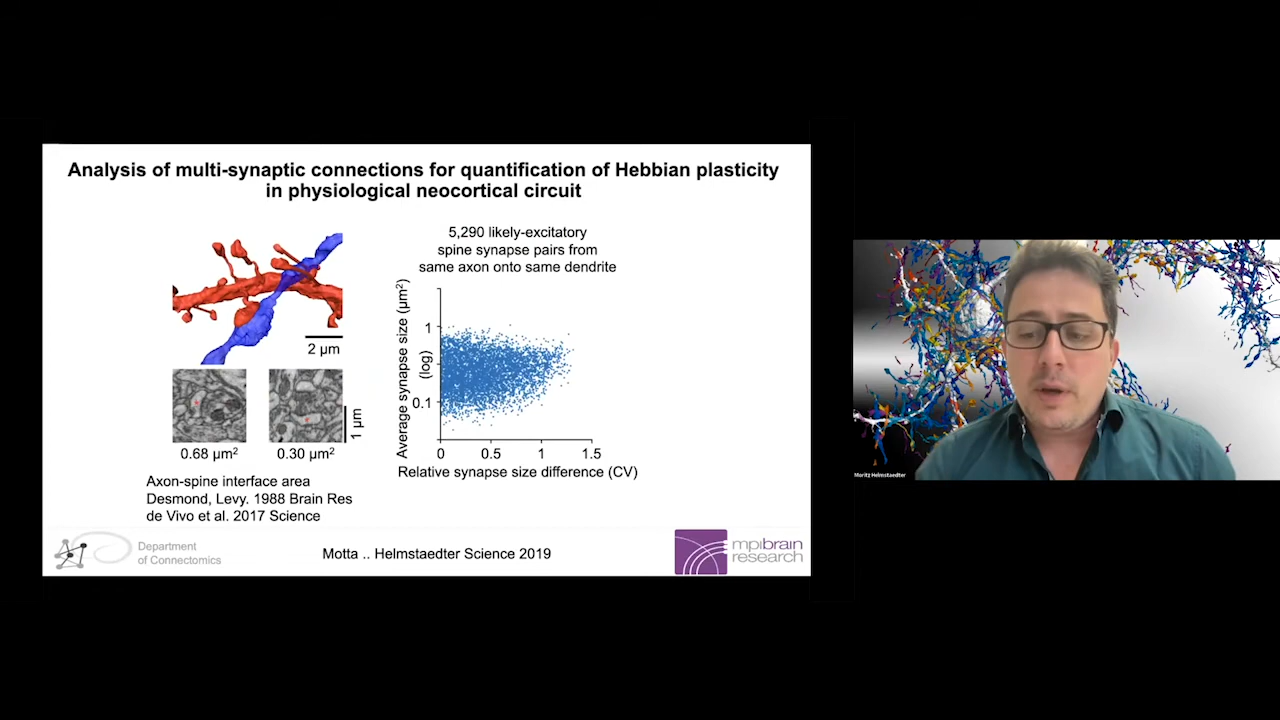 Analysis of multi-synaptic connections for quantification of Hebbian plasticity
in physiological neocortical circuit
2 µm
0.68 µm²
0.30 µm²
1 µm
Axon-spine interface area
Desmond, Levy. 1988 Brain Res
de Vivo et al. 2017 Science
5,290 likely-excitatory
spine synapse pairs from
same axon onto same dendrite
Average synapse size (µm²)
(log)
1
0.1
0
0.5
1
1.5
Relative synapse size difference (CV)
Department
of Connectomics
Motta .. Helmstaedter Science 2019
mpibrain
research
Moritz Helmstaedter